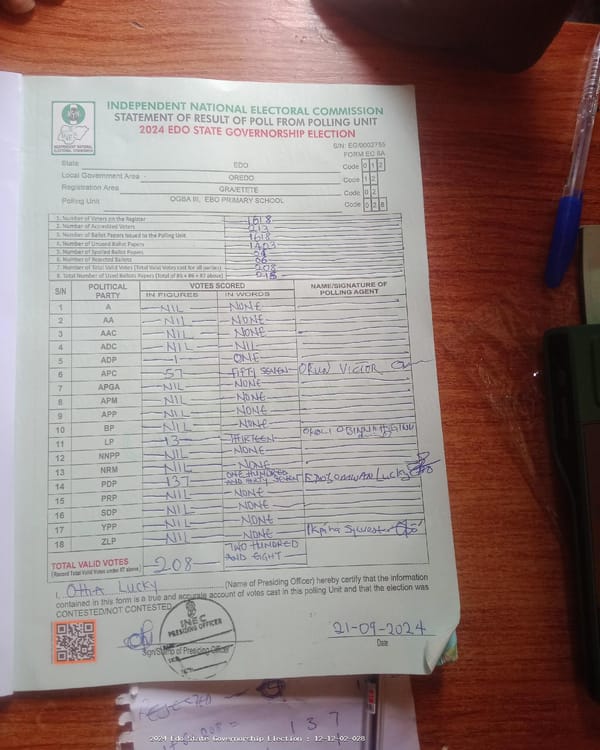 INDEPENDENT NATIONAL ELECTORAL COMMISSION
STATEMENT OF RESULT OF POLL FROM POLLING UNIT
2024 EDO STATE GOVERNORSHIP ELECTION
S/N: EG/0002755
FORM EC 8A
State EDO Code 0 1 2
Local Government Area OREDO Code 1 2
Registration Area GRA/ETETE Code 0 2
Polling Unit OGBA III, EBO PRIMARY SCHOOL Code 0 2 8
1. Number of Voters on the Register 1618
2. Number of Accredited Voters 213
3. Number of Ballot Papers Issued to the Polling Unit 1618
4. Number of Unused Ballot Papers 1403
5. Number of Spoiled Ballot Papers
6. Number of Rejected Ballots
7. Number of Total Valid Votes (Total Valid Votes cast for all parties) 208
8. Total Number of Used Ballots Papers (Total of #5 + #6 + #7 above)
S/N POLITICAL PARTY VOTES SCORED NAME/SIGNATURE OF POLLING AGENT
IN FIGURES IN WORDS
1 A NIL NONE
2 AA NIL NONE
3 AAC NIL NONE
4 ADC NIL NIL
5 ADP 1 ONE
6 APC 57 FIFTY SEVEN ORUN VICTOR
7 APGA NIL NONE
8 APM NIL NONE
9 APP NIL NONE
10 BP NIL NONE
11 LP 13 THIRTEEN
12 NNPP NIL NONE
13 NRM NIL NONE
14 PDP 137 ONE HUNDRED AND THIRTY SEVEN Lucky
15 PRP NIL NONE
16 SDP NIL NONE
17 YPP NIL NONE
18 ZLP NIL NONE Sylvester
TOTAL VALID VOTES 208 TWO HUNDRED AND EIGHT
(Record Total Valid Votes under #7 above)
I, Otha Lucky (Name of Presiding Officer) hereby certify that the information
contained in this form is a true and accurate account of votes cast in this polling Unit and that the election was
CONTESTED/NOT CONTESTED.
INEC
PRESIDING OFFICER
21-09-2024
Sign/Stamp of Presiding Officer Date
REJECTED
137
2024 Edo State Governorship Election : 12-12-02-028